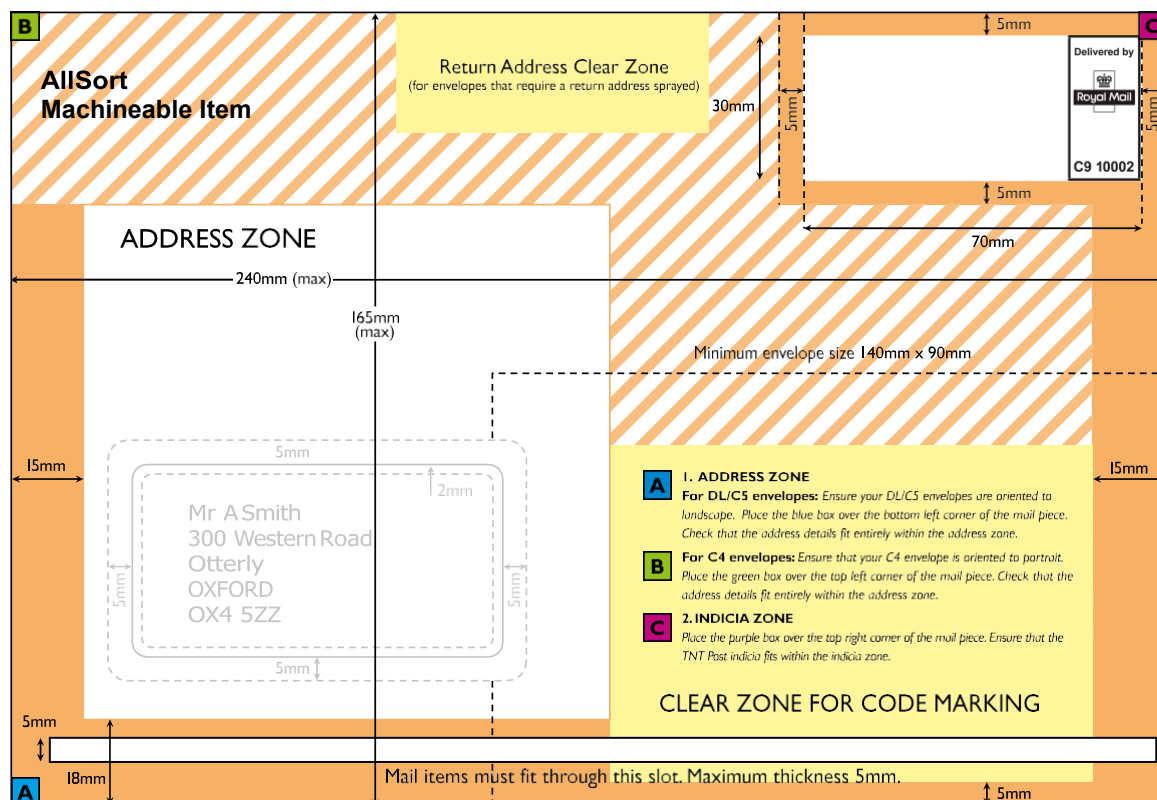 B
C
5mm
AllSort
Machineable Item
Return Address Clear Zone
(for envelopes that require a return address sprayed)
30mm
5mm
Delivered by
Royal Mail
C9 10002
5mm
5mm
70mm
ADDRESS ZONE
240mm (max)
165mm
(max)
Minimum envelope size 140mm x 90mm
15mm
15mm
5mm
2mm
Mr A Smith
300 Western Road
Otterly
OXFORD
OX4 5ZZ
5mm
5mm
5mm
A
1. ADDRESS ZONE
For DL/C5 envelopes: Ensure your DL/C5 envelopes are oriented to
landscape. Place the blue box over the bottom left corner of the mail piece.
Check that the address details fit entirely within the address zone.
B
For C4 envelopes: Ensure that your C4 envelope is oriented to portrait.
Place the green box over the top left corner of the mail piece. Check that the
address details fit entirely within the address zone.
C
2. INDICIA ZONE
Place the purple box over the top right corner of the mail piece. Ensure that the
TNT Post indicia fits within the indicia zone.
CLEAR ZONE FOR CODE MARKING
5mm
18mm
Mail items must fit through this slot. Maximum thickness 5mm.
A
5mm